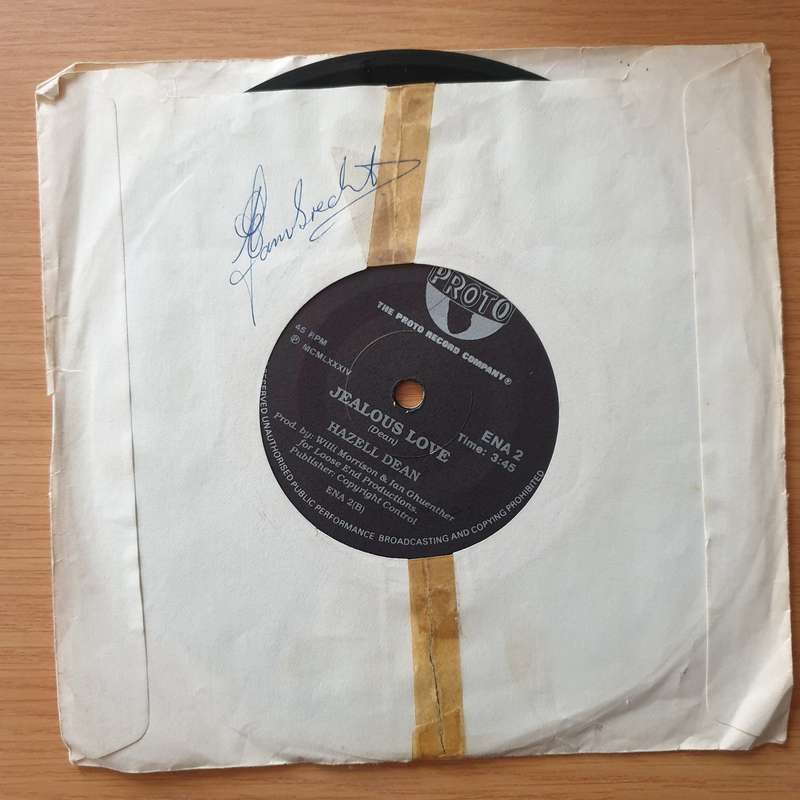 PROTO
THE PROTO RECORD COMPANY®
45 RPM
℗ MCMLXXXIV
JEALOUS LOVE
(Dean)
HAZELL DEAN
ENA 2
Time: 3:45
Prod. by: Willi Morrison & Ian Ghuenther
for Loose End Productions.
Publisher: Copyright Control
ENA 2(B)
UNAUTHORISED PUBLIC PERFORMANCE BROADCASTING AND COPYING PROHIBITED